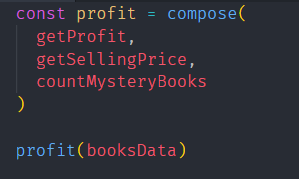 const profit = compose(
  getProfit,
  getSellingPrice,
  countMysteryBooks
)

profit(booksData)